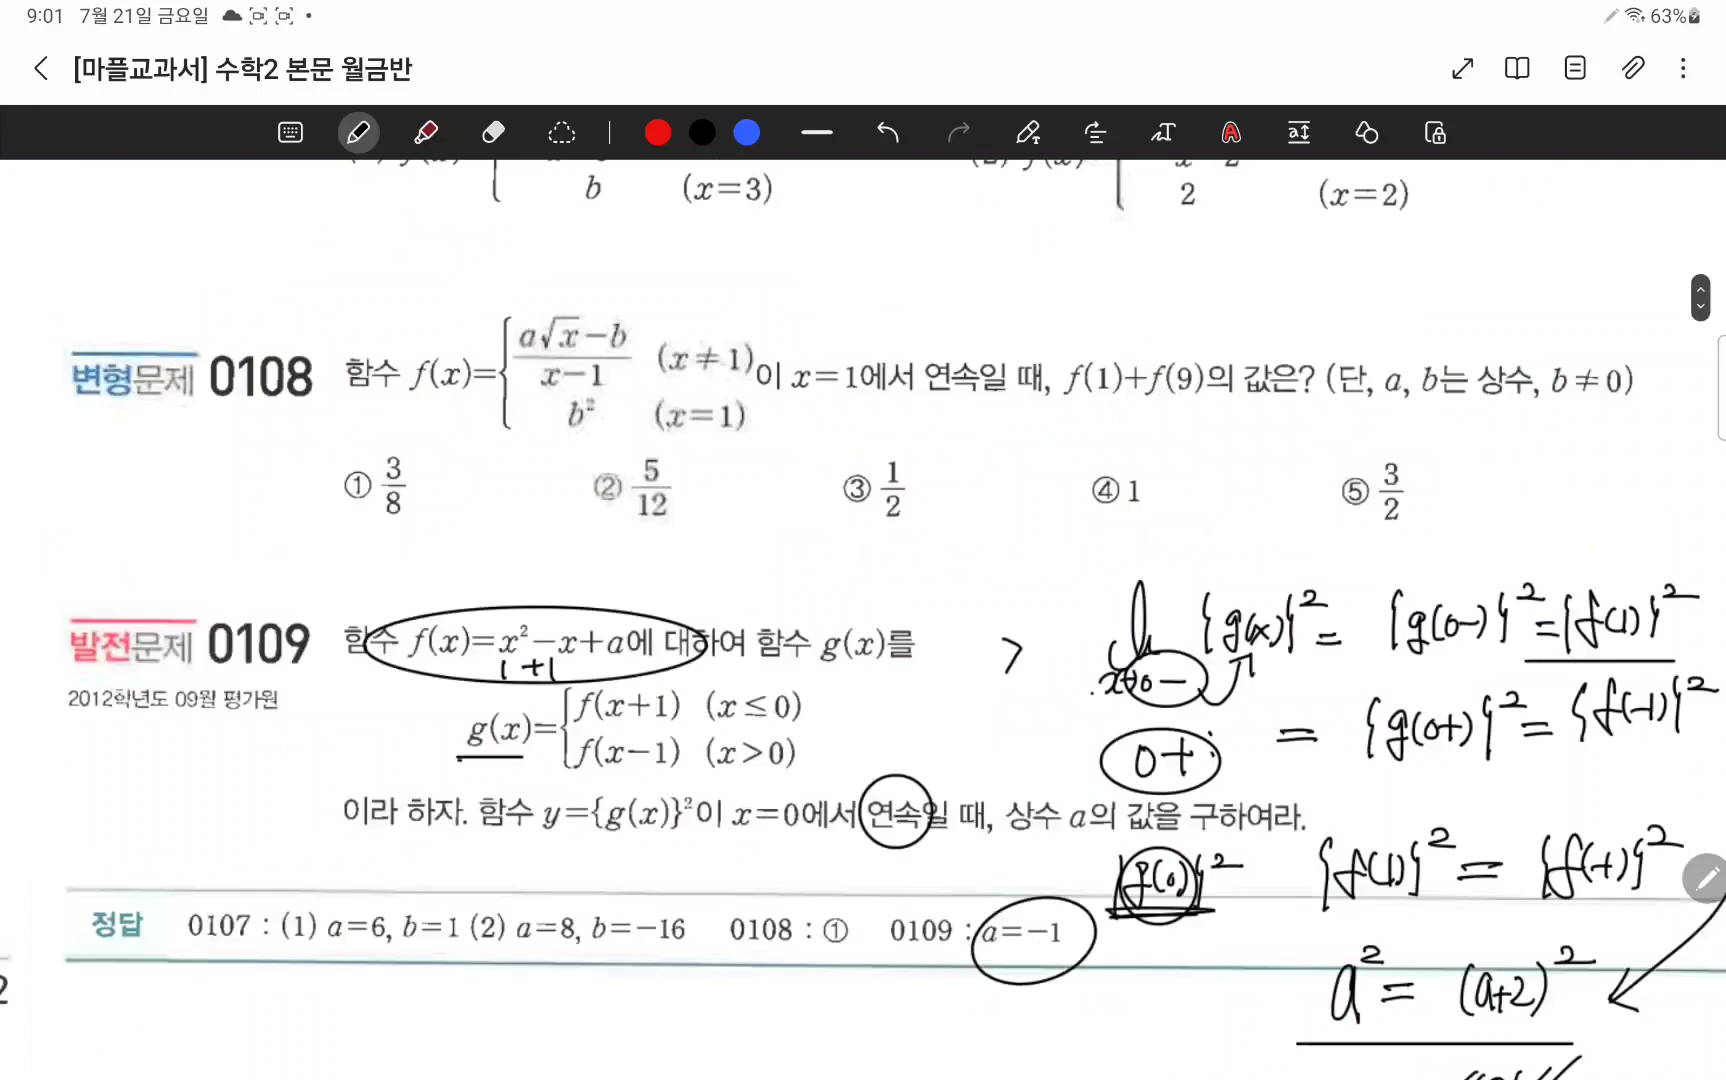 9:01 7월 21일 금요일
63%
[마플교과서] 수학2 본문 월금반
b (x=3)
2 (x=2)
변형문제 0108 함수 f(x)={ (a√x−b)/(x−1) (x≠1) b² (x=1) 이 x=1에서 연속일 때, f(1)+f(9)의 값은? (단, a, b는 상수, b≠0)
① 3/8 ② 5/12 ③ 1/2 ④ 1 ⑤ 3/2
발전문제 0109 함수 f(x)=x²−x+a에 대하여 함수 g(x)를
1+1
2012학년도 09월 평가원
g(x)={ f(x+1) (x≤0) f(x−1) (x>0)
이라 하자. 함수 y={g(x)}²이 x=0에서 연속일 때, 상수 a의 값을 구하여라.
lim x→0− {g(x)}² = {g(0−)}² = {f(1)}²
0+ = {g(0+)}² = {f(−1)}²
{f(0)}² {f(1)}² = {f(-1)}²
정답 0107 : (1) a=6, b=1 (2) a=8, b=−16 0108 : ① 0109 : a=−1
a² = (a+2)²
2